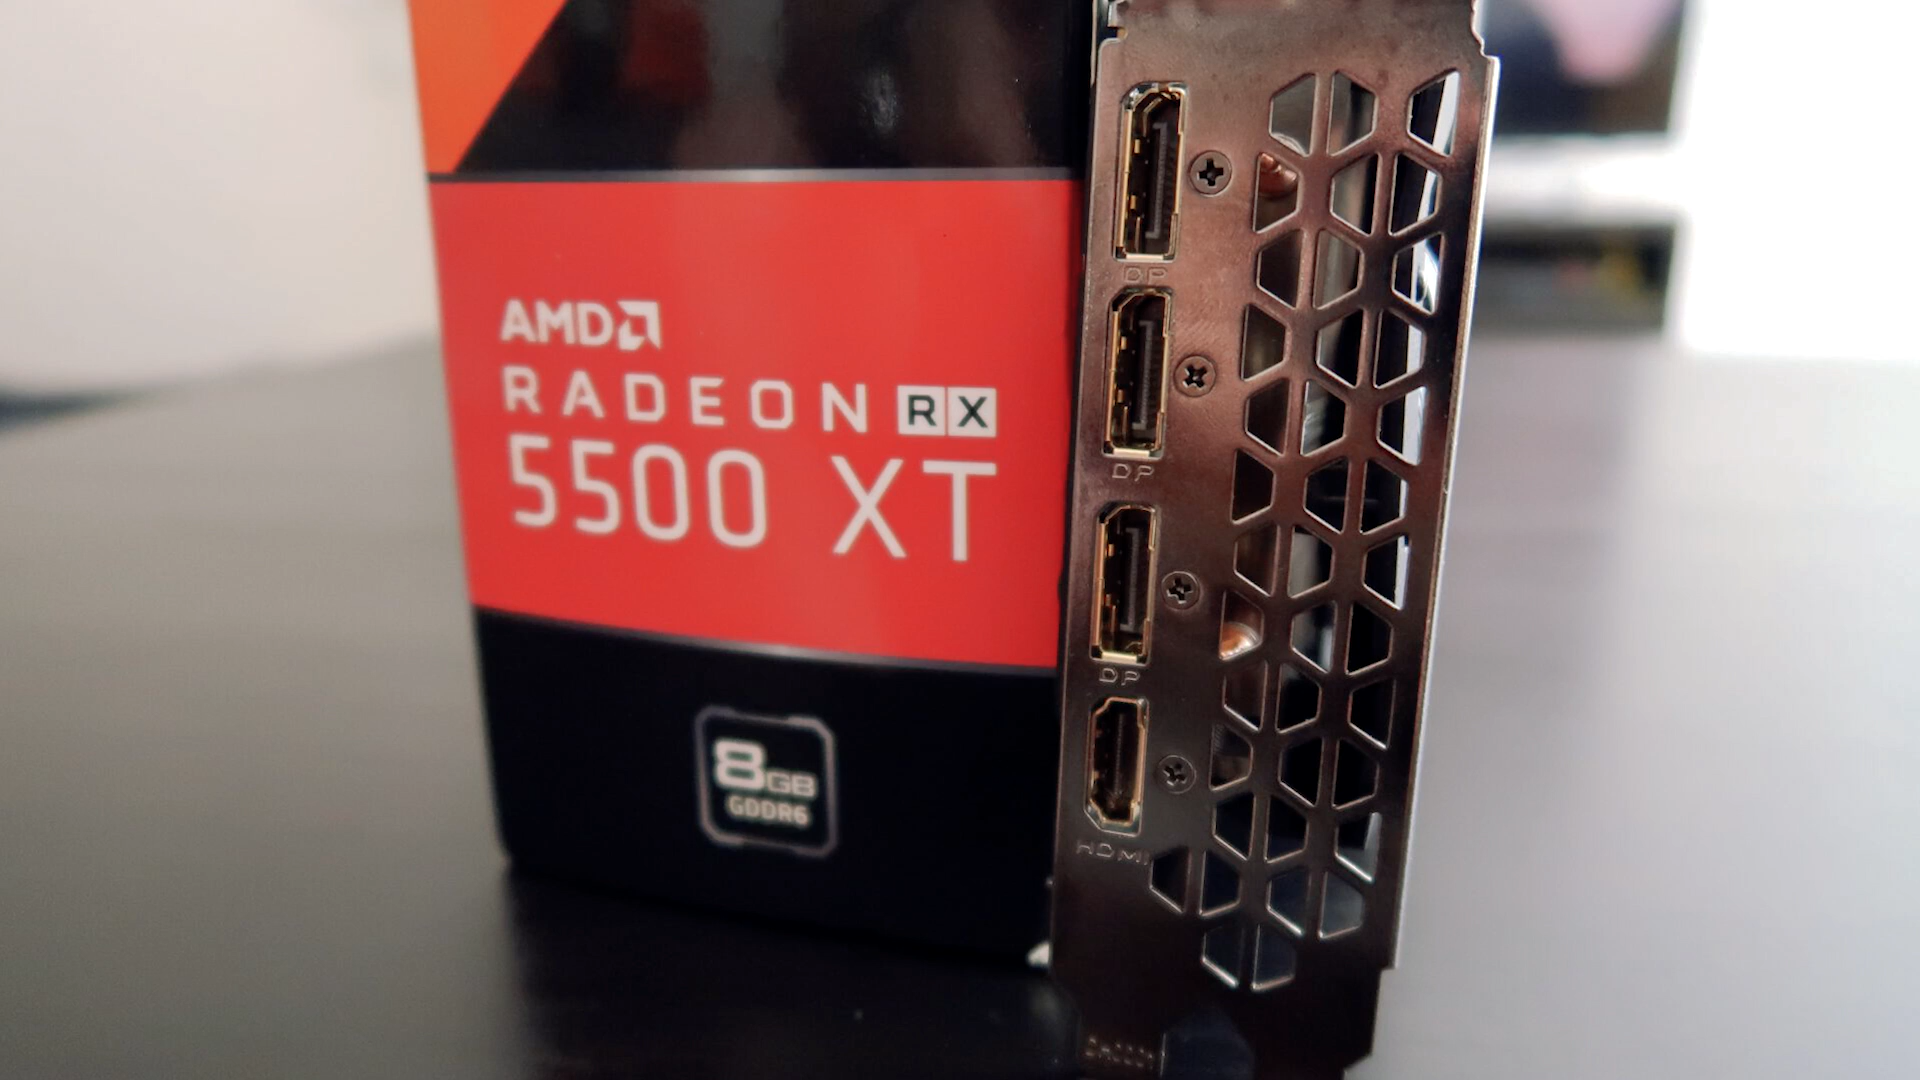 AMD
RADEON RX
5500 XT
8GB
GDDR6
DP
DP
DP
HDMI